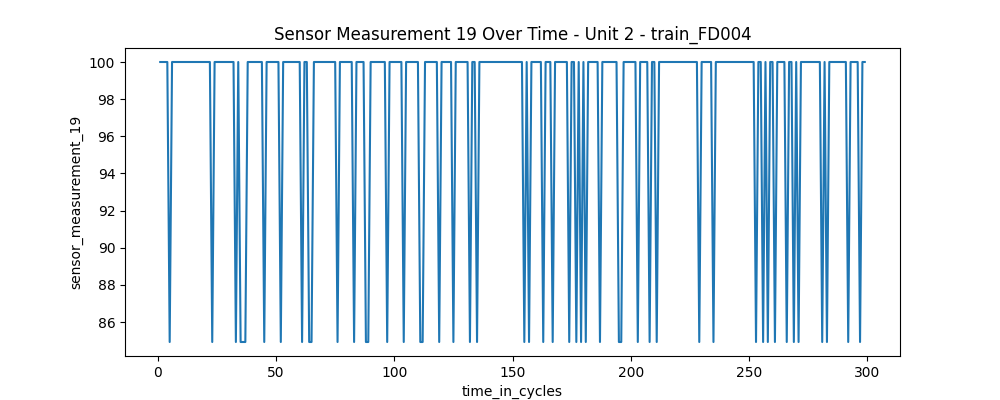 Sensor Measurement 19 Over Time - Unit 2 - train_FD004
100
98
96
94
92
90
88
86
sensor_measurement_19
0 50 100 150 200 250 300
time_in_cycles